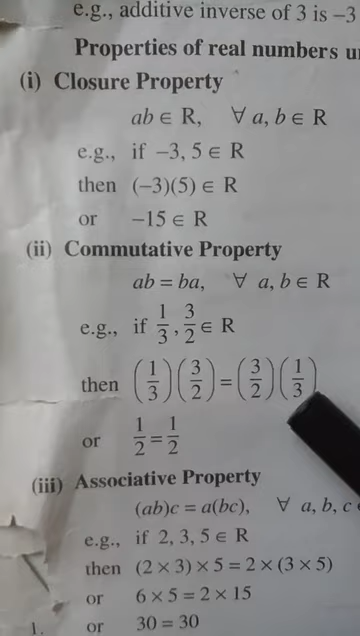 e.g., additive inverse of 3 is –3
Properties of real numbers
(i) Closure Property
ab ∈ R, ∀ a, b ∈ R
e.g., if –3, 5 ∈ R
then (–3)(5) ∈ R
or –15 ∈ R
(ii) Commutative Property
ab = ba, ∀ a, b ∈ R
e.g., if 1/3, 3/2 ∈ R
then (1/3)(3/2) = (3/2)(1/3)
or 1/2 = 1/2
(iii) Associative Property
(ab)c = a(bc), ∀ a, b, c
e.g., if 2, 3, 5 ∈ R
then (2 × 3) × 5 = 2 × (3 × 5)
or 6 × 5 = 2 × 15
1. or 30 = 30